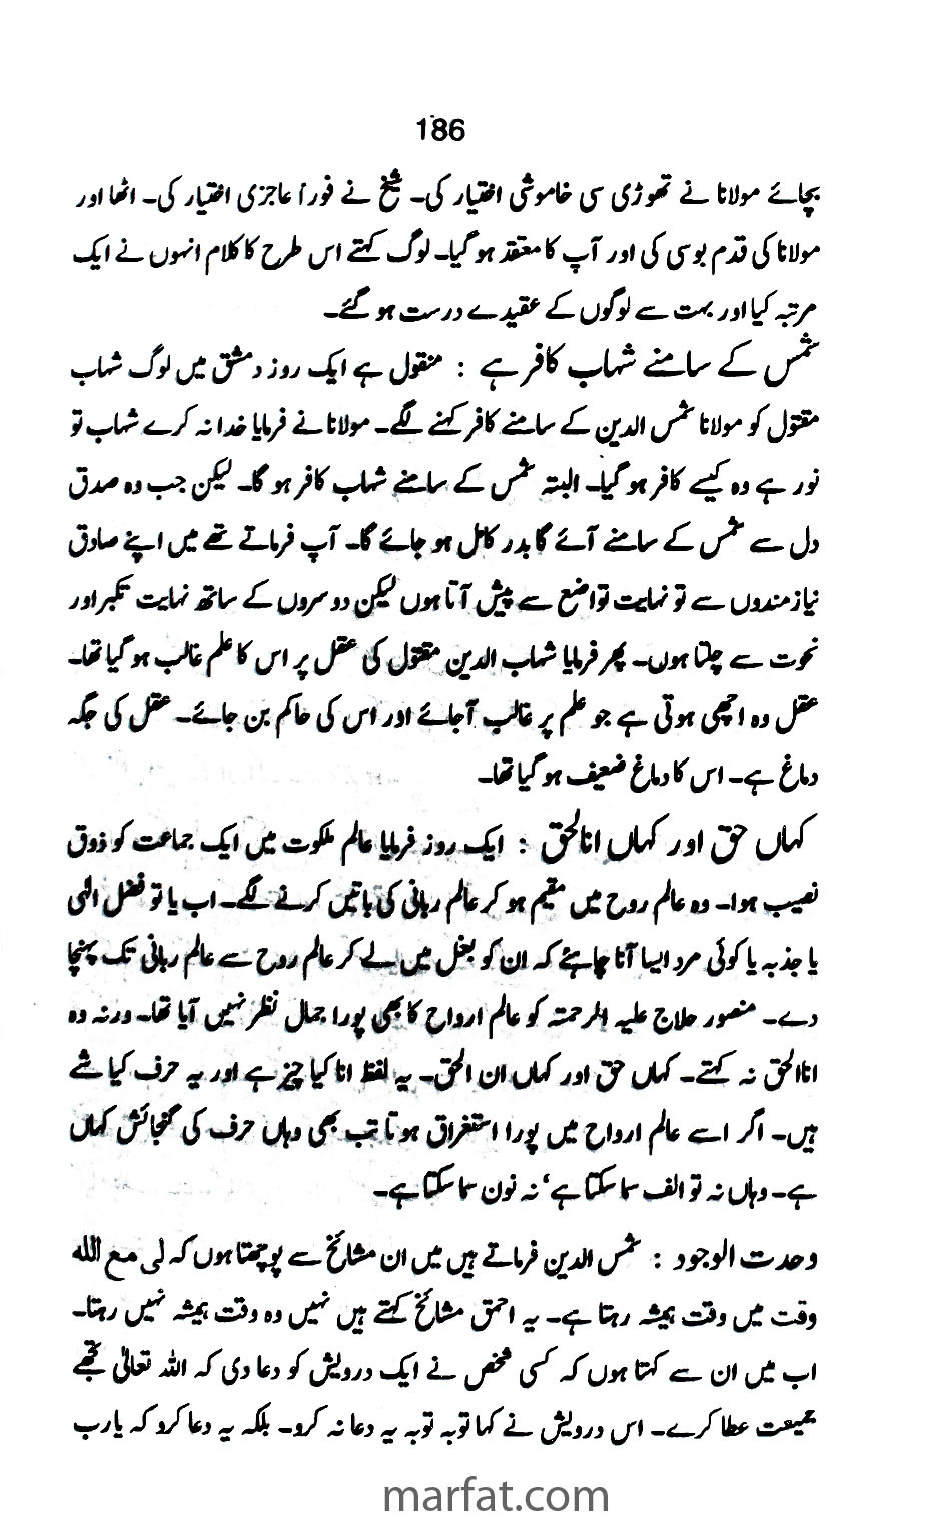 186
بجائے مولانا نے تھوڑی سی خاموشی اختیار کی۔ شیخ نے فوراً عاجزی اختیار کی۔ اٹھا اور
مولانا کی قدم بوسی کی اور آپ کا معتقد ہو گیا۔ لوگ کہتے اس طرح کا کلام انہوں نے ایک
مرتبہ کیا اور بہت سے لوگوں کے عقیدے درست ہو گئے۔
شمس کے سامنے شہاب کافر ہے : منقول ہے ایک روز دمشق میں لوگ شہاب
مقتول کو مولانا شمس الدین کے سامنے کافر کہنے لگے۔ مولانا نے فرمایا خدا نہ کرے شہاب تو
نور ہے وہ کیسے کافر ہو گیا۔ البتہ شمس کے سامنے شہاب کافر ہو گا۔ لیکن جب وہ صدق
دل سے شمس کے سامنے آئے گا بدر کامل ہو جائے گا۔ آپ فرماتے تھے میں اپنے صادق
نیازمندوں سے تو نہایت تواضع سے پیش آتا ہوں لیکن دوسروں کے ساتھ نہایت تکبر اور
نخوت سے چلتا ہوں۔ پھر فرمایا شہاب الدین مقتول کی عقل پر اس کا علم غالب ہو گیا تھا۔
عقل وہ اچھی ہوتی ہے جو علم پر غالب آجائے اور اس کی حاکم بن جائے۔ عقل کی جگہ
دماغ ہے۔ اس کا دماغ ضعیف ہو گیا تھا۔
کہاں حق اور کہاں انالحق : ایک روز فرمایا عالم ملکوت میں ایک جماعت کو ذوق
نصیب ہوا۔ وہ عالم روح میں مقیم ہو کر عالم ربانی کی باتیں کرنے لگے۔ اب یا تو فضل الٰہی
یا جذبہ یا کوئی مرد ایسا آنا چاہئے کہ ان کو بغل میں لے کر عالم روح سے عالم ربانی تک پہنچا
دے۔ منصور حلاج علیہ الرحمتہ کو عالم ارواح کا بھی پورا جمال نظر نہیں آیا تھا۔ ورنہ وہ
اناالحق نہ کہتے۔ کہاں حق اور کہاں ان الحق۔ یہ لفظ انا کیا چیز ہے اور یہ حرف کیا شے
ہیں۔ اگر اسے عالم ارواح میں پورا استغراق ہوتا تب بھی وہاں حرف کی گنجائش کہاں
ہے۔ وہاں نہ تو الف سما سکتا ہے‘ نہ نون سما سکتا ہے۔
وحدت الوجود : شمس الدین فرماتے ہیں میں ان مشائخ سے پوچھتا ہوں کہ لی مع اللہ
وقت میں وقت ہمیشہ رہتا ہے۔ یہ احمق مشائخ کہتے ہیں نہیں وہ وقت ہمیشہ نہیں رہتا۔
اب میں ان سے کہتا ہوں کہ کسی شخص نے ایک درویش کو دعا دی کہ اللہ تعالیٰ تجھے
جمیعت عطا کرے۔ اس درویش نے کہا توبہ توبہ یہ دعا نہ کرو۔ بلکہ یہ دعا کرو کہ یارب
marfat.com